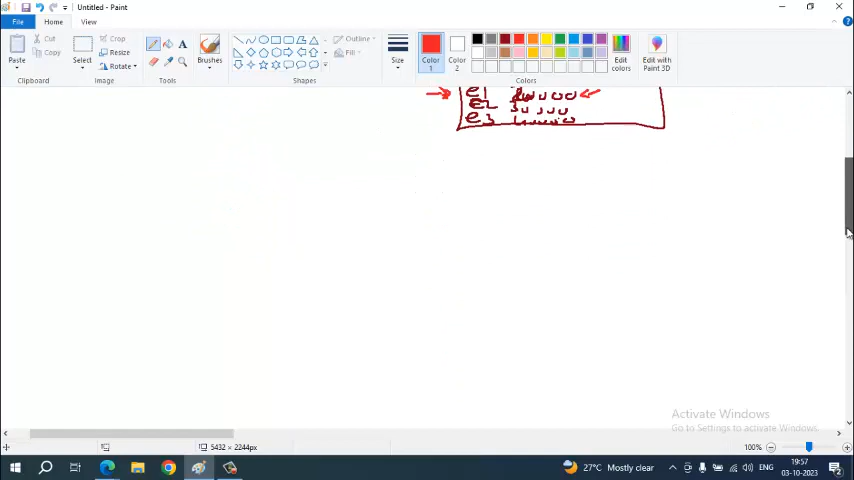 Untitled - Paint
File Home View
Paste
Cut
Copy
Clipboard
Select
Crop
Resize
Rotate
Image
A
Tools
Brushes
Outline
Fill
Shapes
Size
Color 1
Color 2
Edit colors
Colors
Edit with Paint 3D
e1
e2
e3
Activate Windows
Go to Settings to activate Windows.
5432 × 2244px
100%
27°C Mostly clear
ENG
19:57
03-10-2023
2